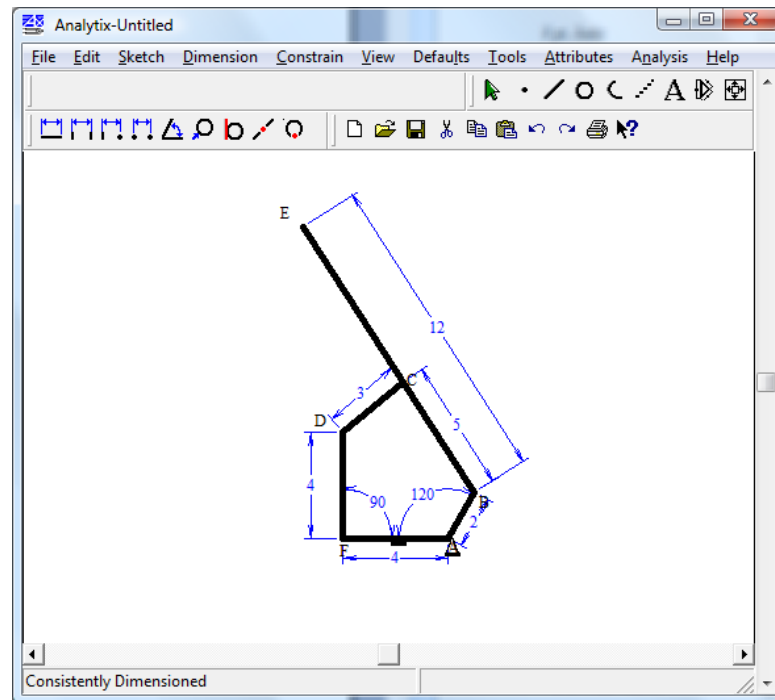 Analytix-Untitled
File Edit Sketch Dimension Constrain View Defaults Tools Attributes Analysis Help
A
E
12
C
3
D
5
4
90
120
B
2
F
A
4
Consistently Dimensioned